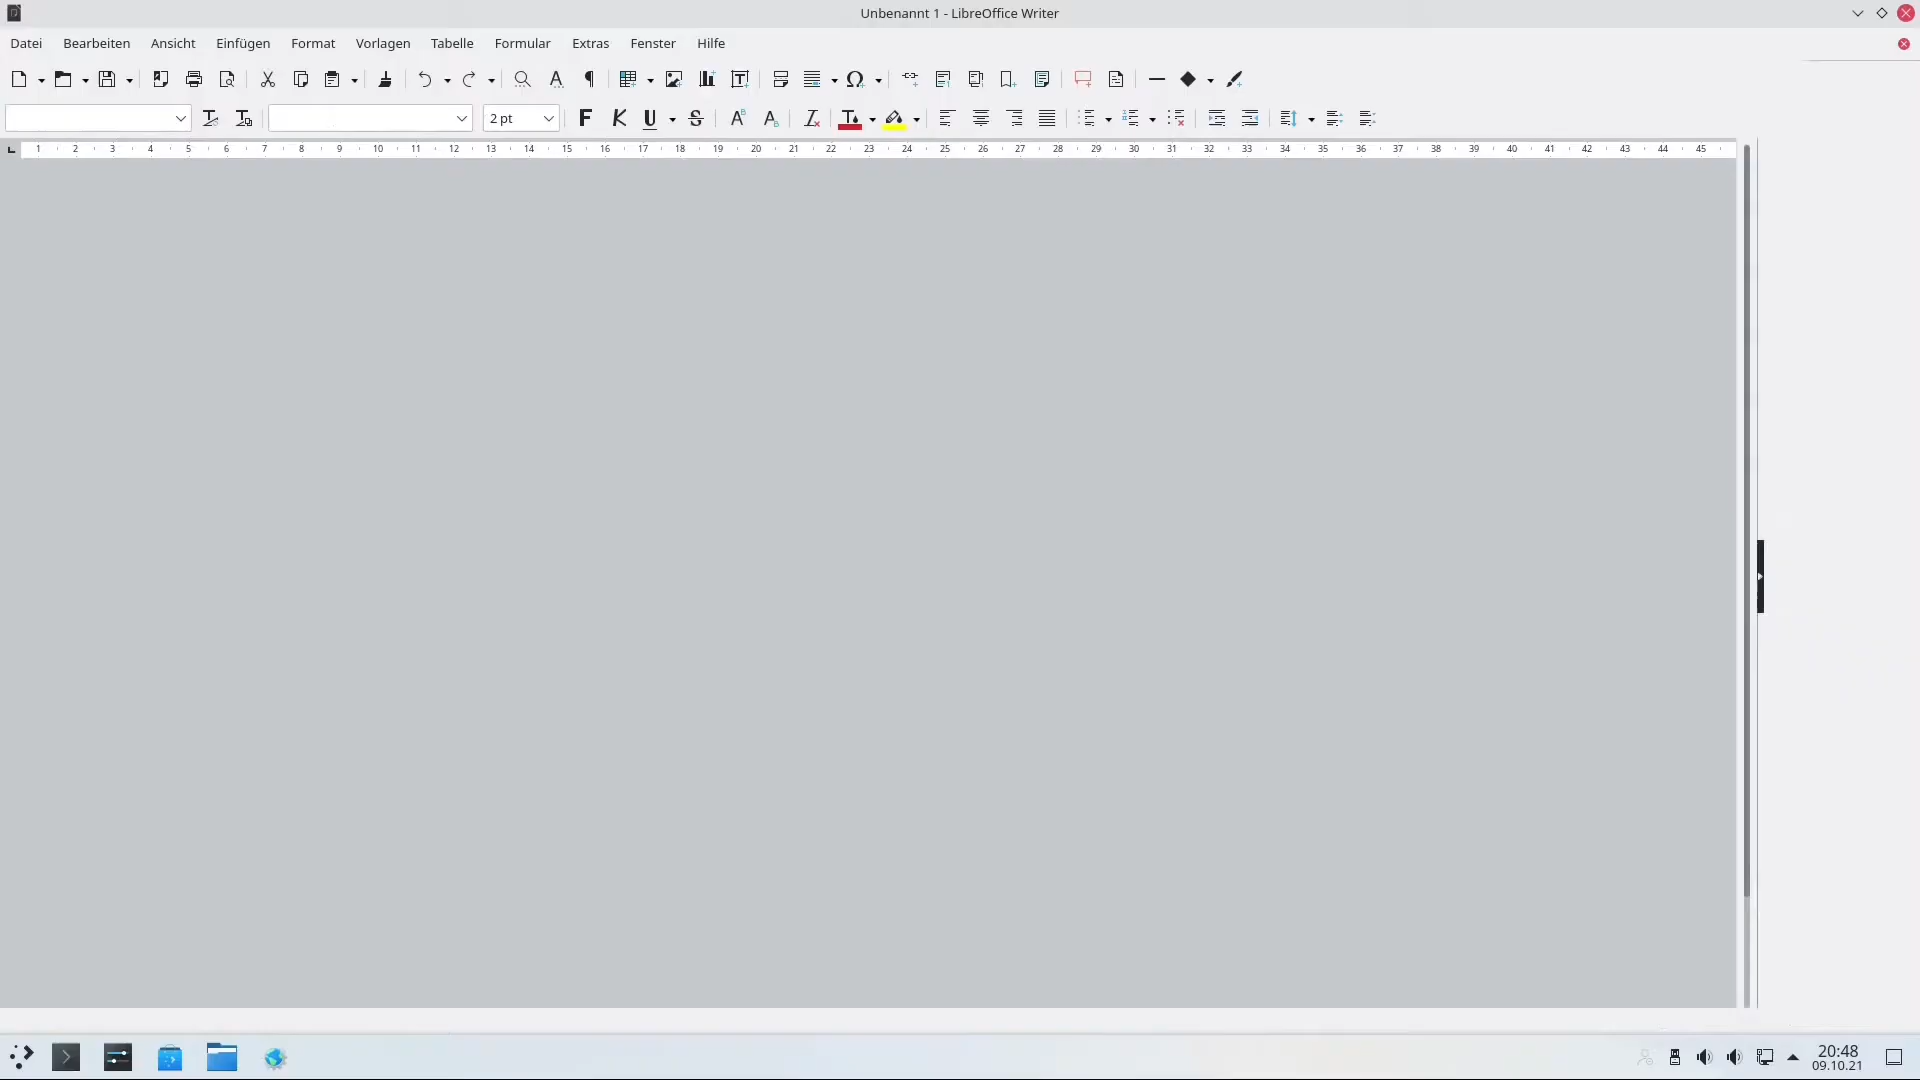 Unbenannt 1 - LibreOffice Writer
Datei Bearbeiten Ansicht Einfügen Format Vorlagen Tabelle Formular Extras Fenster Hilfe
2 pt F K U S
1 2 3 4 5 6 7 8 9 10 11 12 13 14 15 16 17 18 19 20 21 22 23 24 25 26 27 28 29 30 31 32 33 34 35 36 37 38 39 40 41 42 43 44 45
20:48
09.10.21